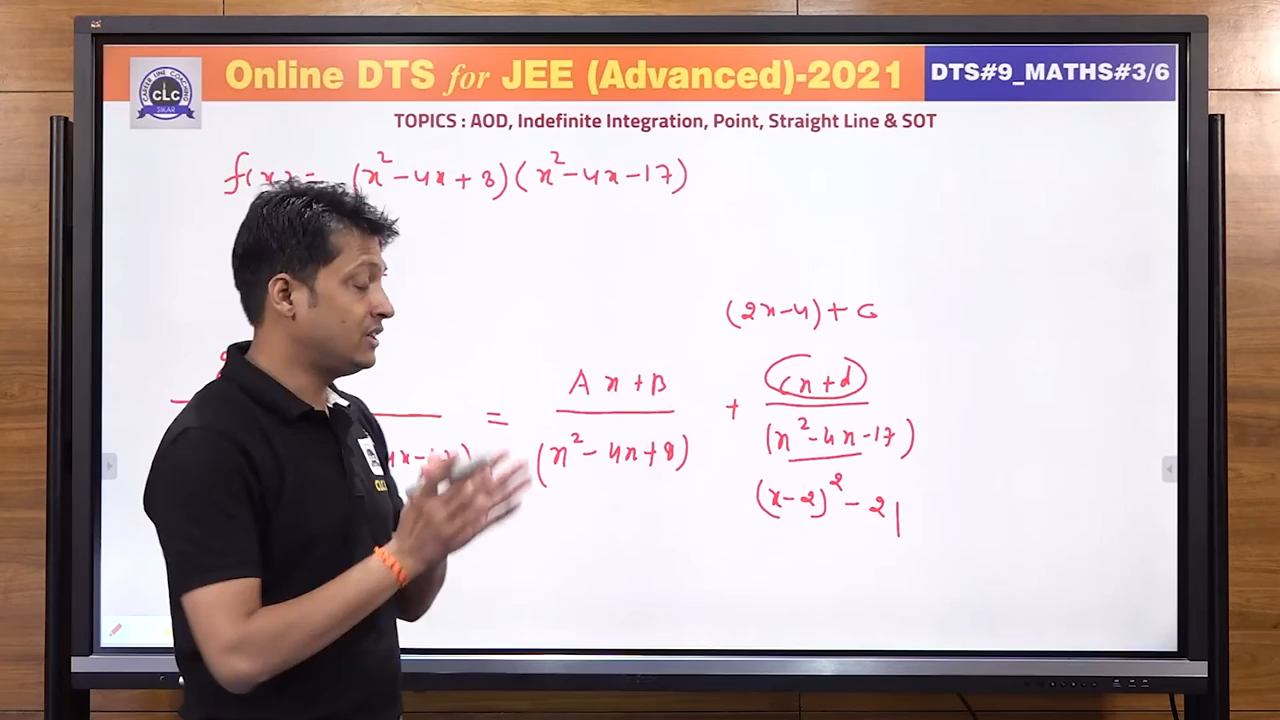 Online DTS for JEE (Advanced)-2021
DTS#9_MATHS#3/6
CAREER LINE COACHING
CLC
SIKAR
TOPICS : AOD, Indefinite Integration, Point, Straight Line & SOT
f(x) = (x²-4x+8)(x²-4x-17)
(2x-4)+C
= Ax+B + Cx+d
(x²-4x+8) (x²-4x-17)
(x-2)²-21
CLC